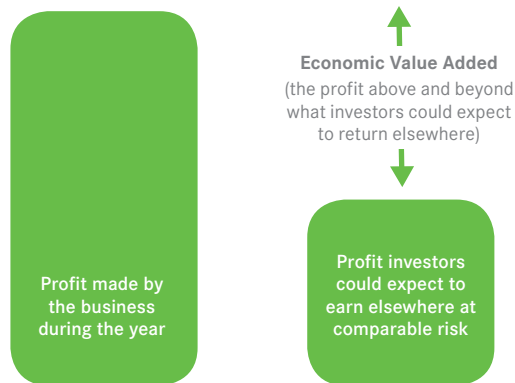 Economic Value Added
(the profit above and beyond
what investors could expect
to return elsewhere)
Profit made by
the business
during the year
Profit investors
could expect to
earn elsewhere at
comparable risk